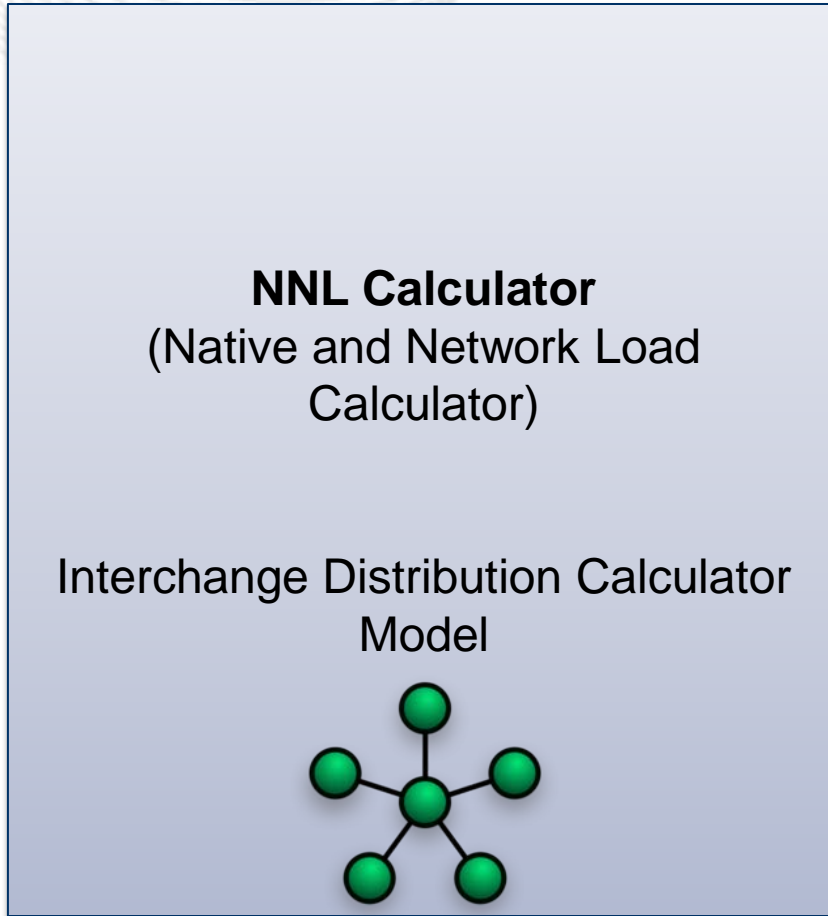 NNL Calculator
(Native and Network Load
Calculator)
Interchange Distribution Calculator
Model